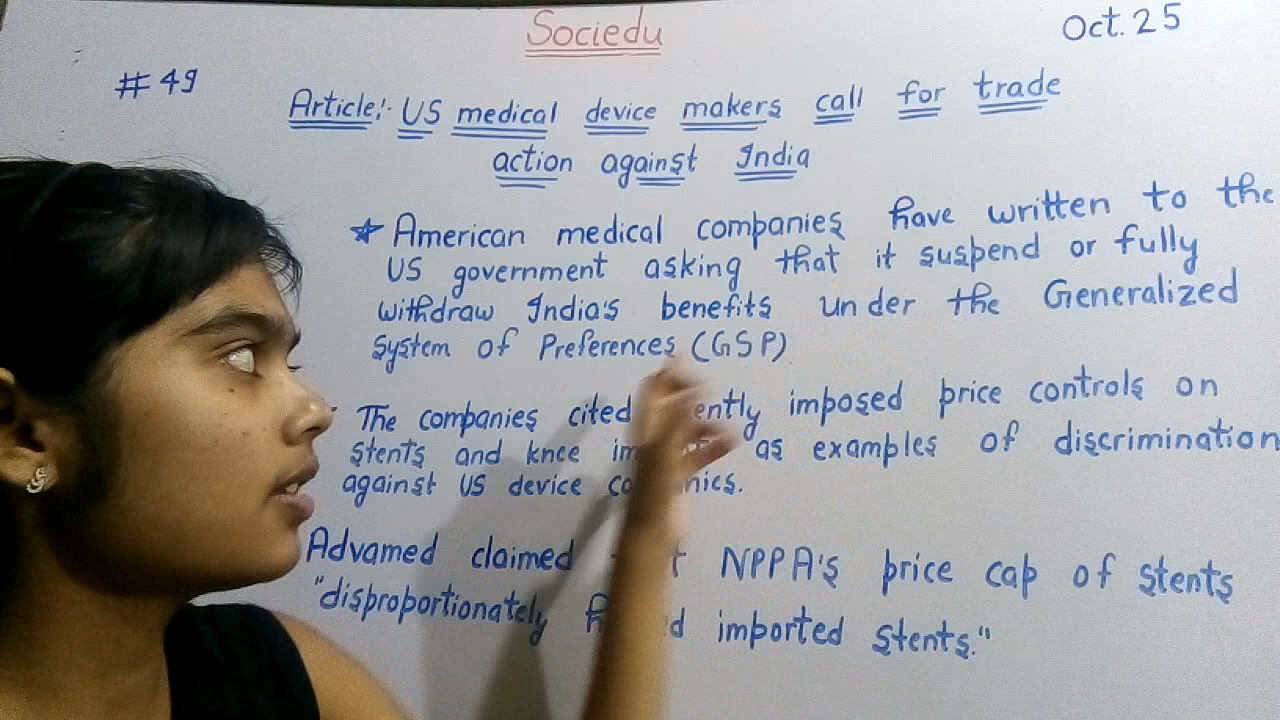 Sociedu
Oct. 25
# 49
Article:- US medical device makers call for trade
action against India
★ American medical companies have written to the
US government asking that it suspend or fully
withdraw India's benefits under the Generalized
System of Preferences (GSP)
The companies cited imposed price controls on
stents and knee as examples of discrimination
against US device
Advamed claimed NPPA's price cap of stents
"disproportionately imported stents."